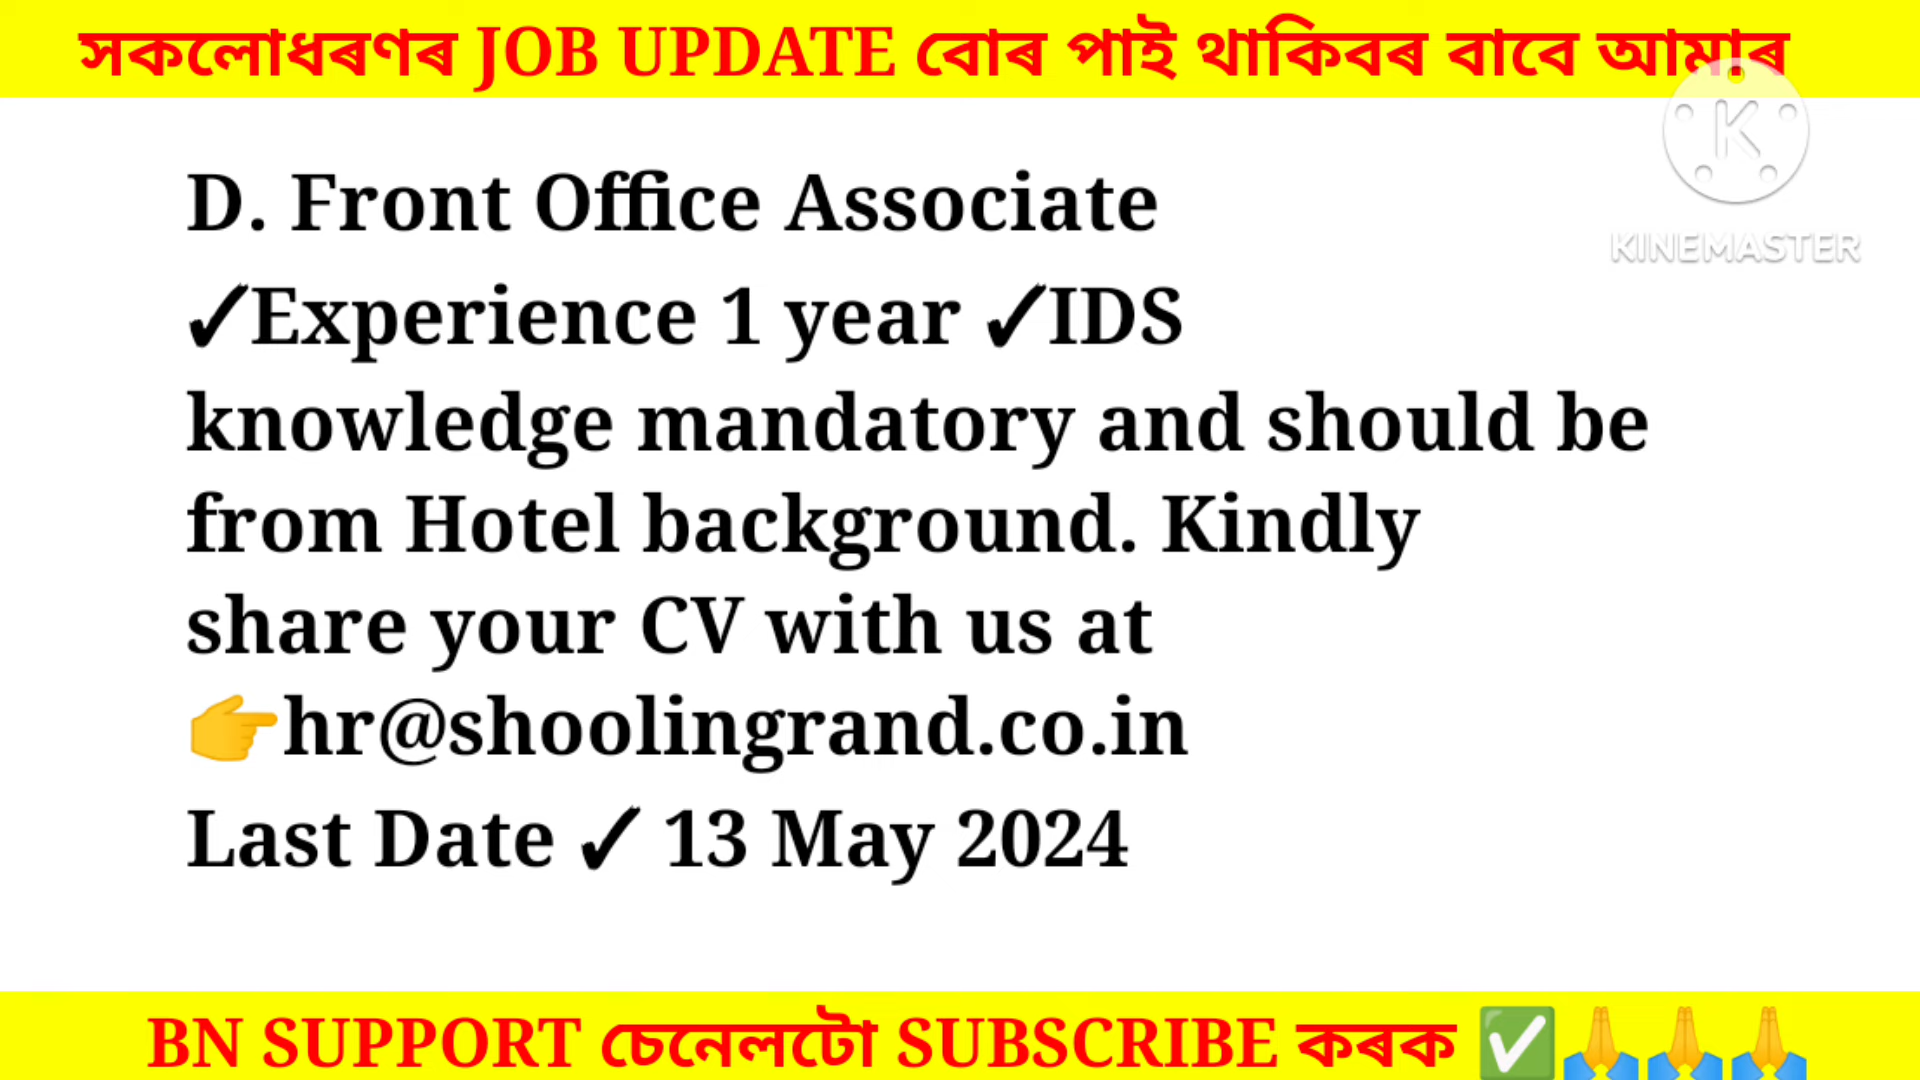 সকলোধৰণৰ JOB UPDATE বোৰ পাই থাকিবৰ বাবে আমাৰ
K
KINEMASTER
D. Front Office Associate
✓Experience 1 year ✓IDS
knowledge mandatory and should be
from Hotel background. Kindly
share your CV with us at
👉hr@shoolingrand.co.in
Last Date ✓ 13 May 2024
BN SUPPORT চেনেলটো SUBSCRIBE কৰক ✅🙏🙏🙏